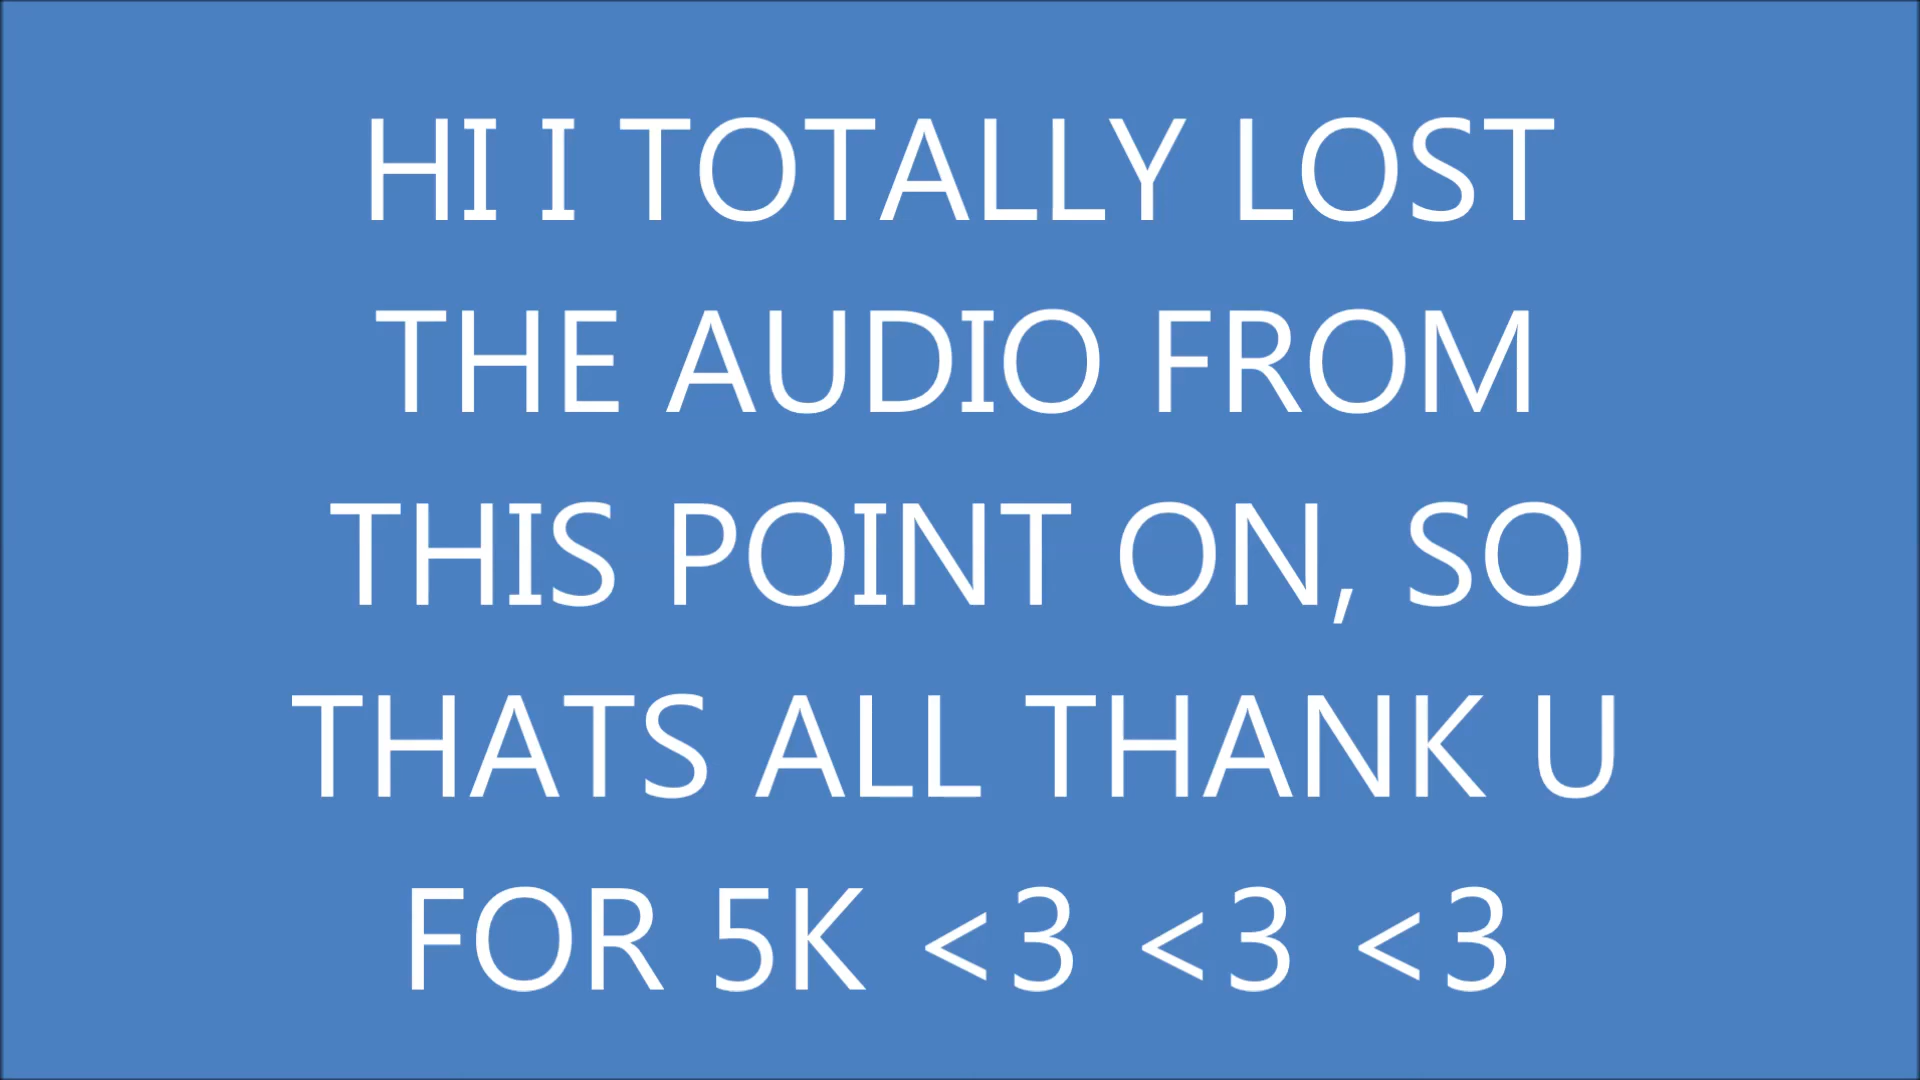 HI I TOTALLY LOST
THE AUDIO FROM
THIS POINT ON, SO
THATS ALL THANK U
FOR 5K <3 <3 <3